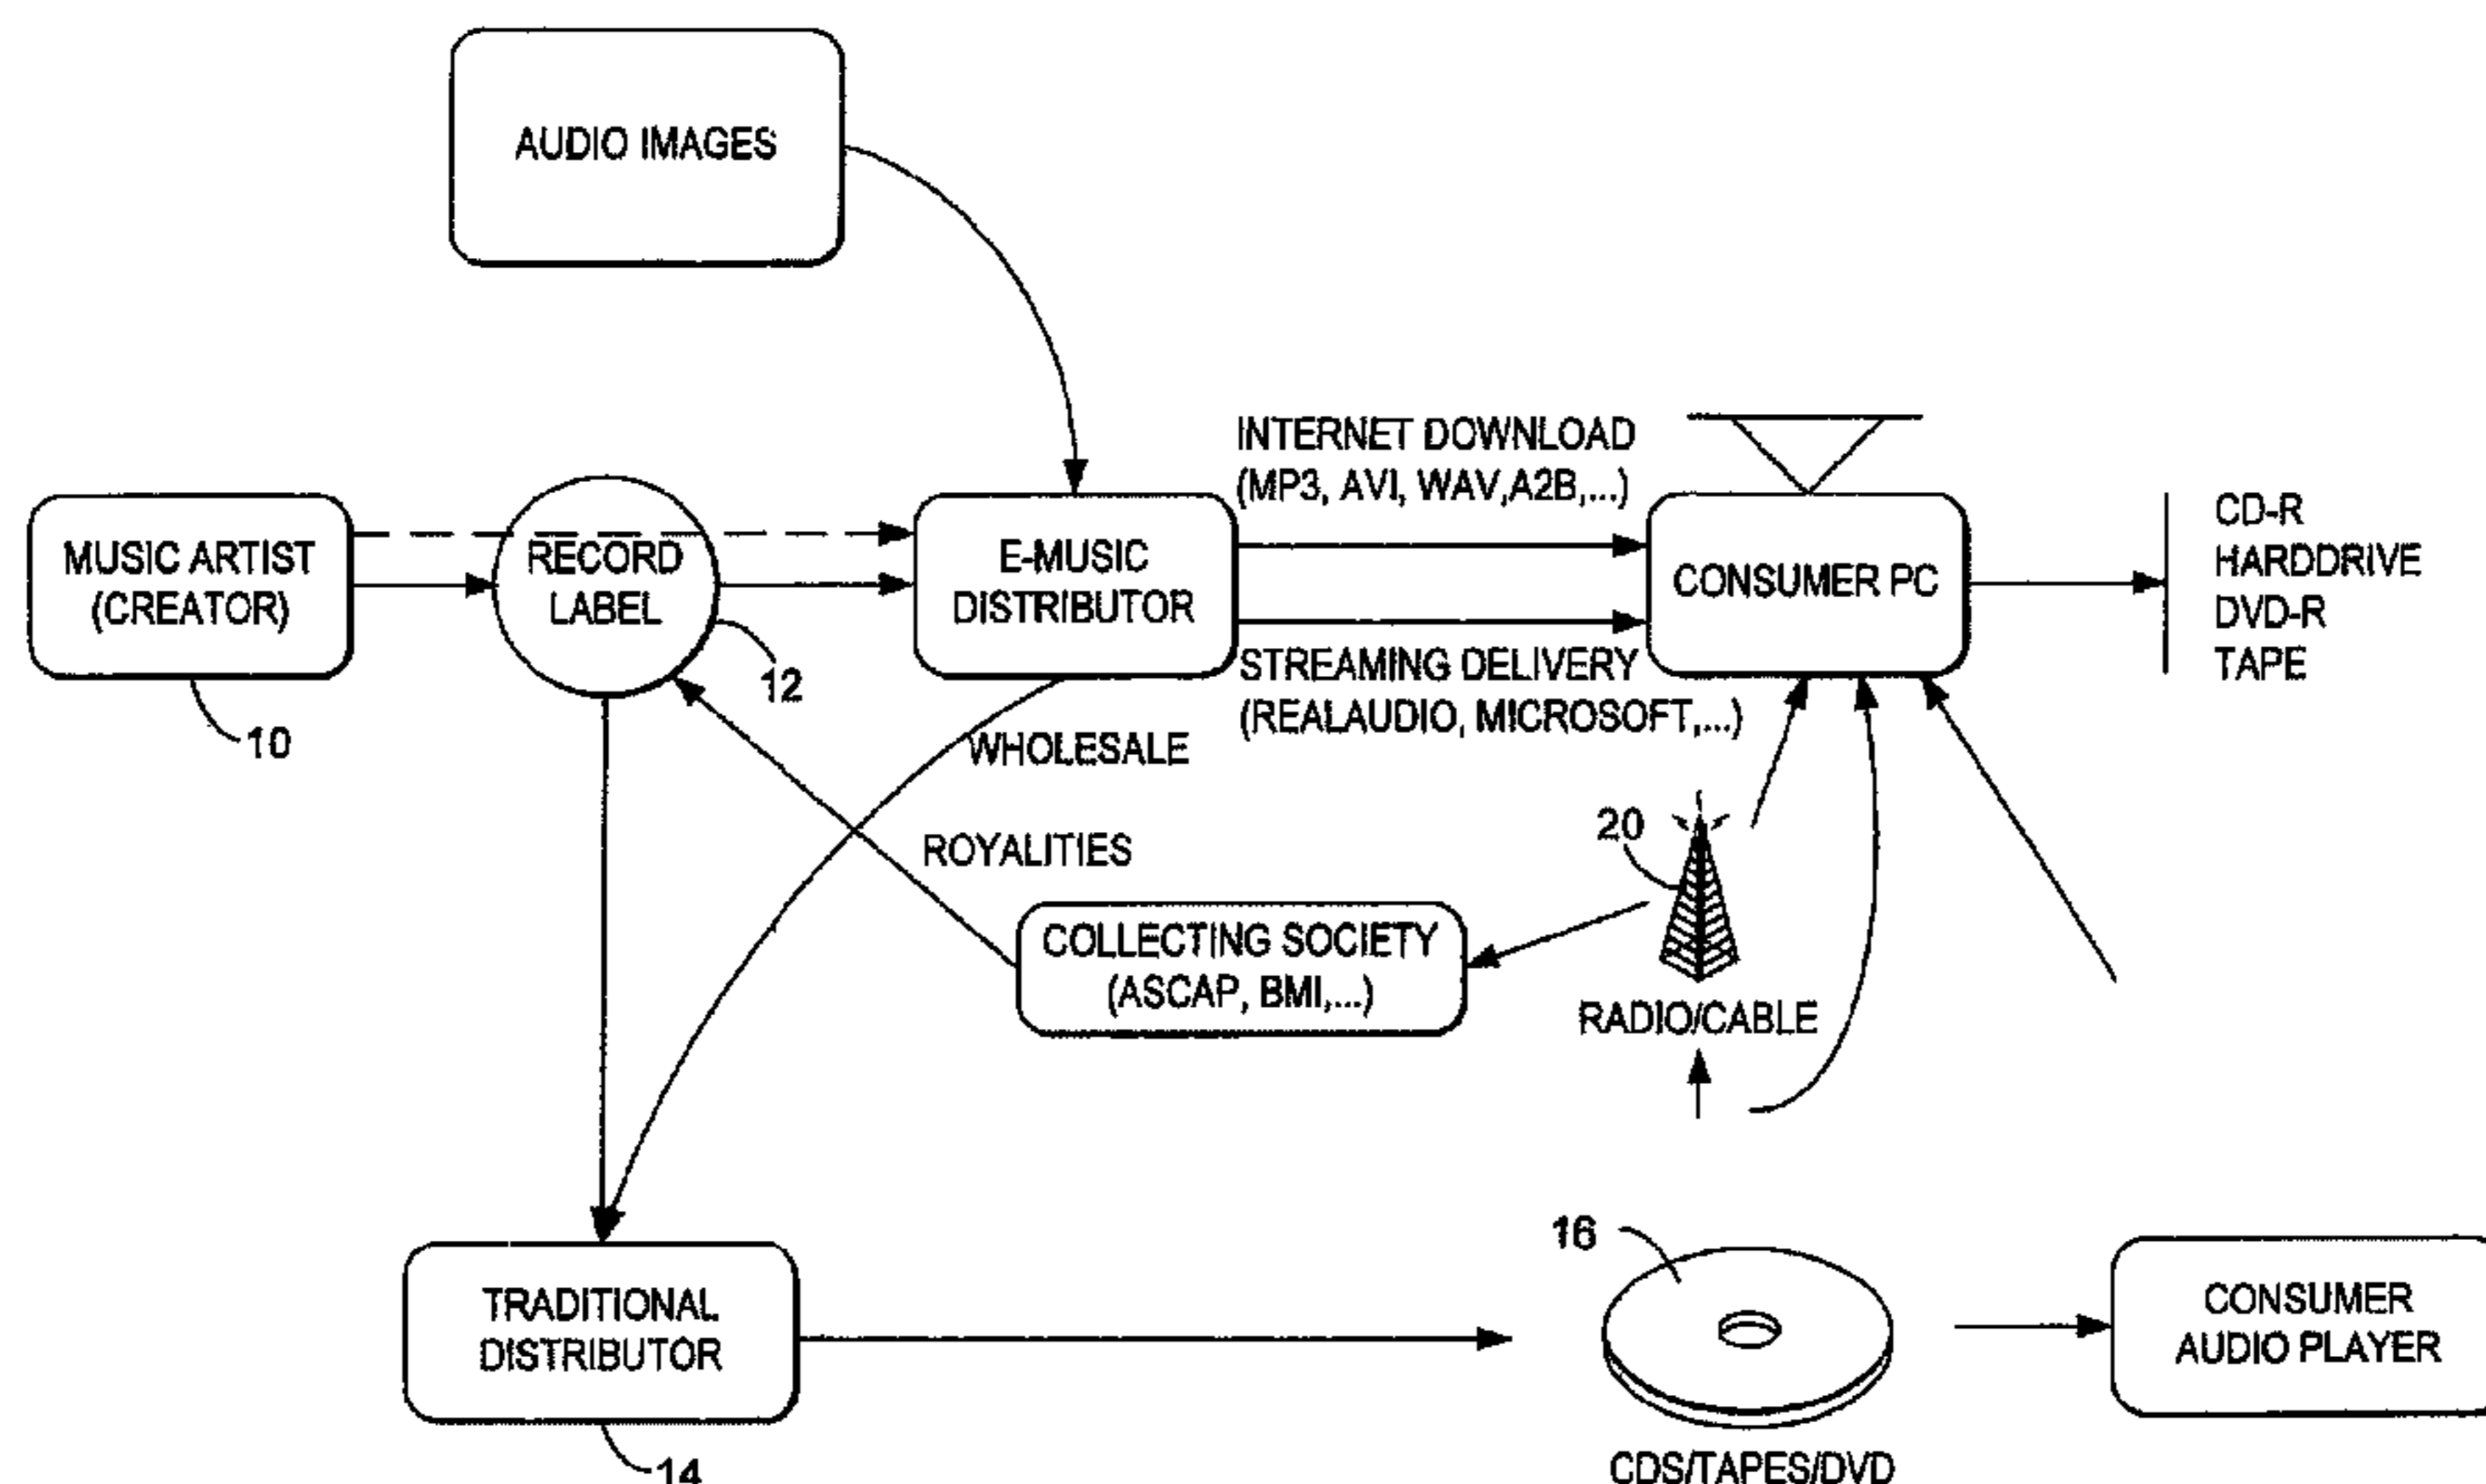 AUDIO IMAGES
INTERNET DOWNLOAD
(MP3, AVI, WAV,A2B,...)
MUSIC ARTIST
(CREATOR)
10
RECORD
LABEL
12
E-MUSIC
DISTRIBUTOR
CONSUMER PC
CD-R
HARDDRIVE
DVD-R
TAPE
STREAMING DELIVERY
(REALAUDIO, MICROSOFT,...)
WHOLESALE
ROYALITIES
COLLECTING SOCIETY
(ASCAP, BMI,...)
20
RADIO/CABLE
TRADITIONAL
DISTRIBUTOR
14
16
CDS/TAPES/DVD
CONSUMER
AUDIO PLAYER